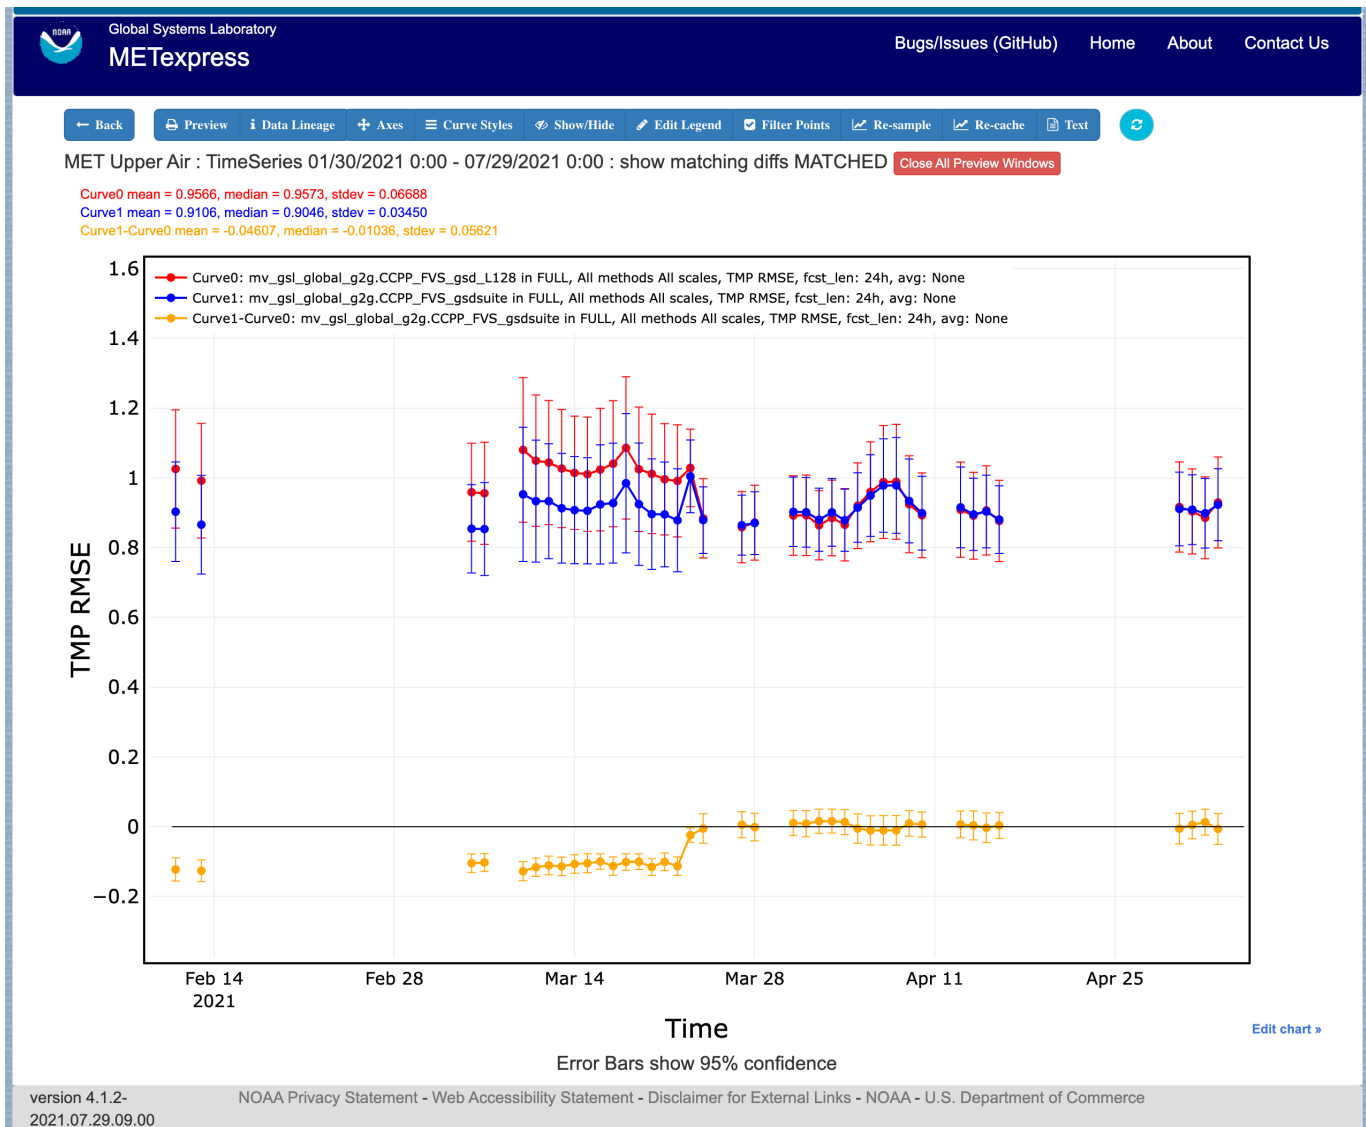 NOAA
Global Systems Laboratory
METexpress
Bugs/Issues (GitHub) Home About Contact Us
Back Preview Data Lineage Axes Curve Styles Show/Hide Edit Legend Filter Points Re-sample Re-cache Text
MET Upper Air : TimeSeries 01/30/2021 0:00 - 07/29/2021 0:00 : show matching diffs MATCHED Close All Preview Windows
Curve0 mean = 0.9566, median = 0.9573, stdev = 0.06688
Curve1 mean = 0.9106, median = 0.9046, stdev = 0.03450
Curve1-Curve0 mean = -0.04607, median = -0.01036, stdev = 0.05621
Curve0: mv_gsl_global_g2g.CCPP_FVS_gsd_L128 in FULL, All methods All scales, TMP RMSE, fcst_len: 24h, avg: None
Curve1: mv_gsl_global_g2g.CCPP_FVS_gsdsuite in FULL, All methods All scales, TMP RMSE, fcst_len: 24h, avg: None
Curve1-Curve0: mv_gsl_global_g2g.CCPP_FVS_gsdsuite in FULL, All methods All scales, TMP RMSE, fcst_len: 24h, avg: None
1.6
1.4
1.2
1
0.8
0.6
0.4
0.2
0
−0.2
TMP RMSE
Feb 14 Feb 28 Mar 14 Mar 28 Apr 11 Apr 25
2021
Time
Edit chart »
Error Bars show 95% confidence
version 4.1.2-
2021.07.29.09.00
NOAA Privacy Statement - Web Accessibility Statement - Disclaimer for External Links - NOAA - U.S. Department of Commerce